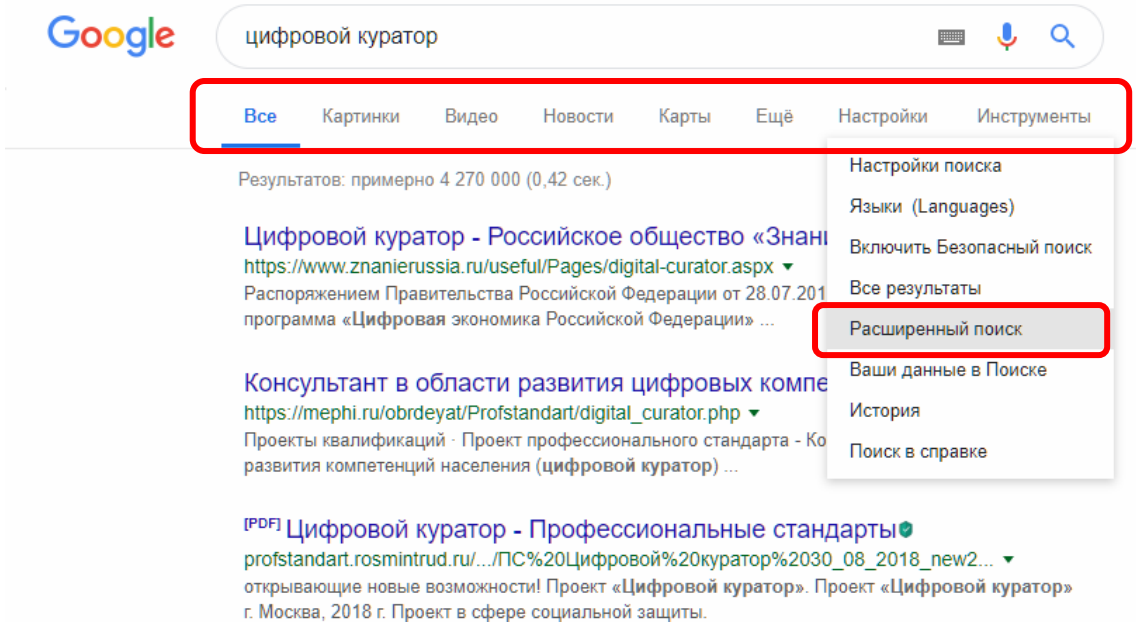 Google
цифровой куратор
Все Картинки Видео Новости Карты Ещё Настройки Инструменты
Результатов: примерно 4 270 000 (0,42 сек.)
Настройки поиска
Языки (Languages)
Включить Безопасный поиск
Все результаты
Расширенный поиск
Ваши данные в Поиске
История
Поиск в справке
Цифровой куратор - Российское общество «Знани
https://www.znanierussia.ru/useful/Pages/digital-curator.aspx
Распоряжением Правительства Российской Федерации от 28.07.201
программа «Цифровая экономика Российской Федерации» ...
Консультант в области развития цифровых компе
https://mephi.ru/obrdeyat/Profstandart/digital_curator.php
Проекты квалификаций · Проект профессионального стандарта - Ко
развития компетенций населения (цифровой куратор) ...
[PDF] Цифровой куратор - Профессиональные стандарты
profstandart.rosmintrud.ru/.../ПС%20Цифровой%20куратор%2030_08_2018_new2...
открывающие новые возможности! Проект «Цифровой куратор». Проект «Цифровой куратор»
г. Москва, 2018 г. Проект в сфере социальной защиты.